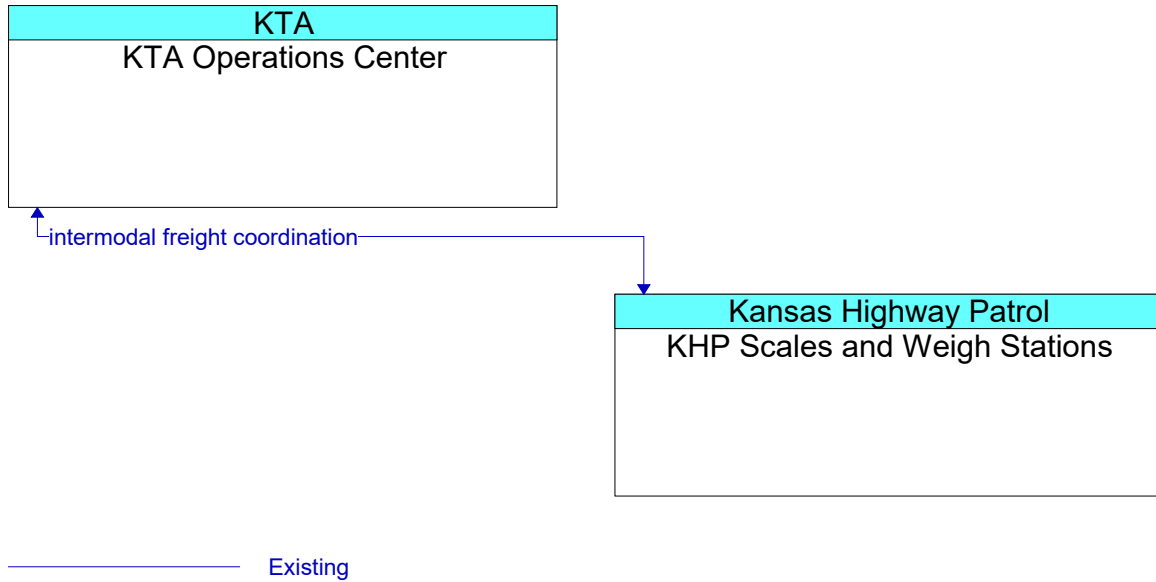 KTA
KTA Operations Center
intermodal freight coordination
Kansas Highway Patrol
KHP Scales and Weigh Stations
Existing